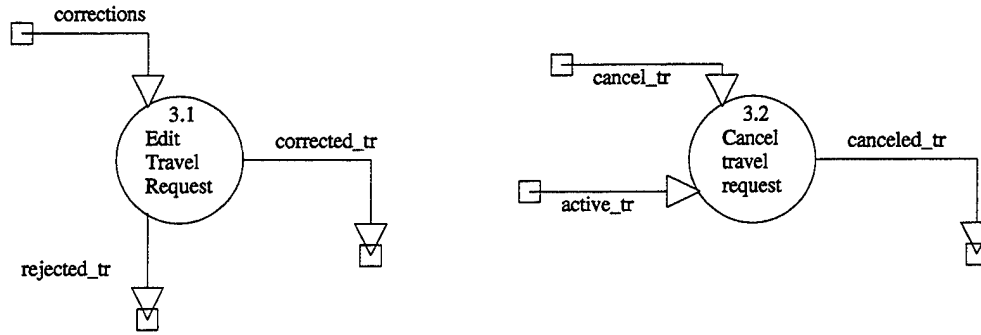 corrections
3.1
Edit
Travel
Request
corrected_tr
rejected_tr
cancel_tr
3.2
Cancel
travel
request
canceled_tr
active_tr